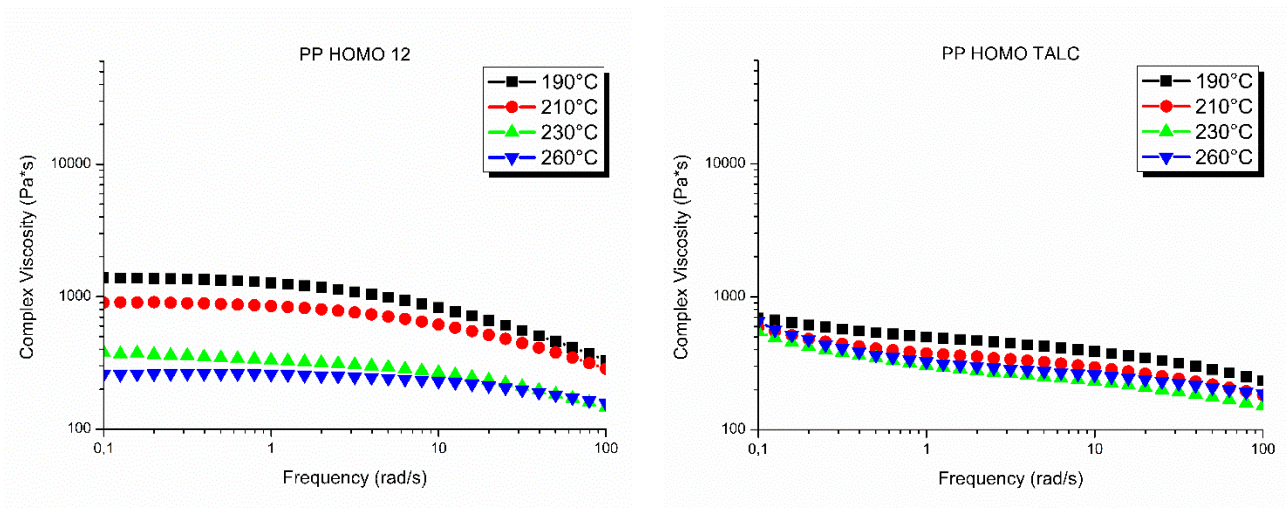 PP HOMO 12
190°C
210°C
230°C
260°C
10000
1000
100
Complex Viscosity (Pa*s)
0,1
1
10
100
Frequency (rad/s)
PP HOMO TALC
190°C
210°C
230°C
260°C
10000
1000
100
Complex Viscosity (Pa*s)
0,1
1
10
100
Frequency (rad/s)